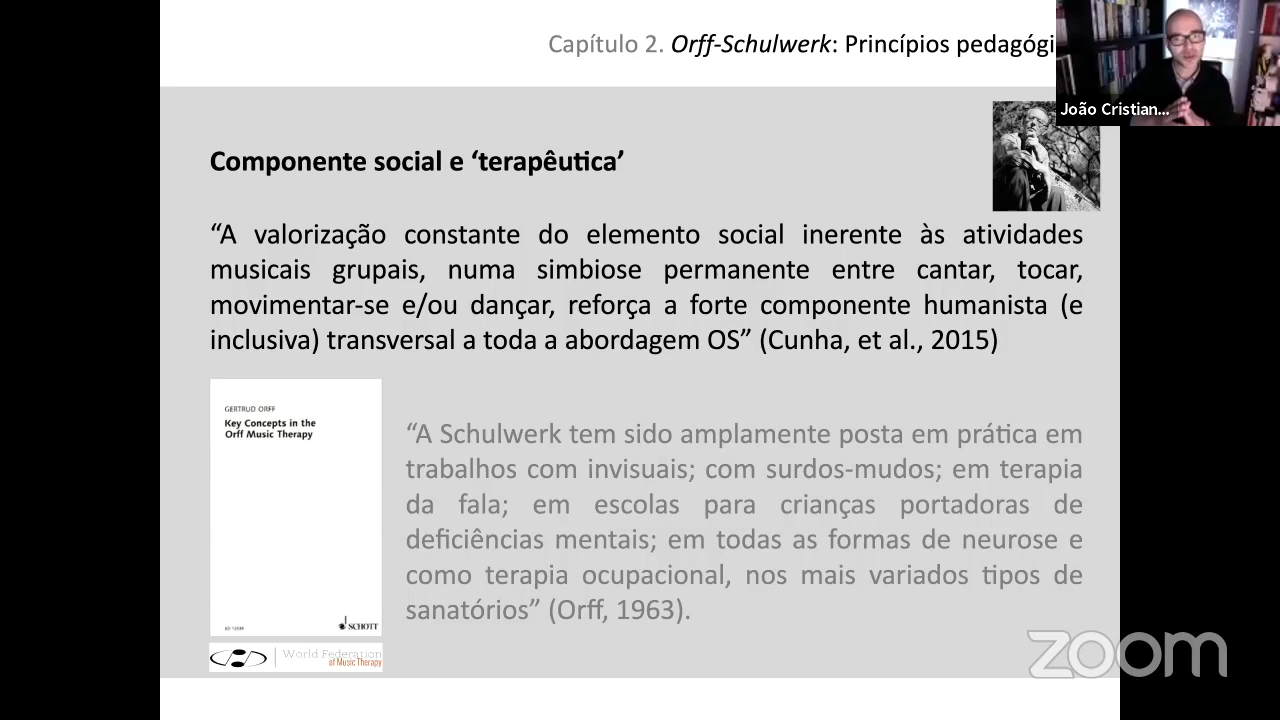 Capítulo 2. Orff-Schulwerk: Princípios pedagógi
João Cristian...
Componente social e ‘terapêutica’
“A valorização constante do elemento social inerente às atividades
musicais grupais, numa simbiose permanente entre cantar, tocar,
movimentar-se e/ou dançar, reforça a forte componente humanista (e
inclusiva) transversal a toda a abordagem OS” (Cunha, et al., 2015)
GERTRUD ORFF
Key Concepts in the
Orff Music Therapy
SCHOTT
“A Schulwerk tem sido amplamente posta em prática em
trabalhos com invisuais; com surdos-mudos; em terapia
da fala; em escolas para crianças portadoras de
deficiências mentais; em todas as formas de neurose e
como terapia ocupacional, nos mais variados tipos de
sanatórios” (Orff, 1963).
World Federation
of Music Therapy
zoom